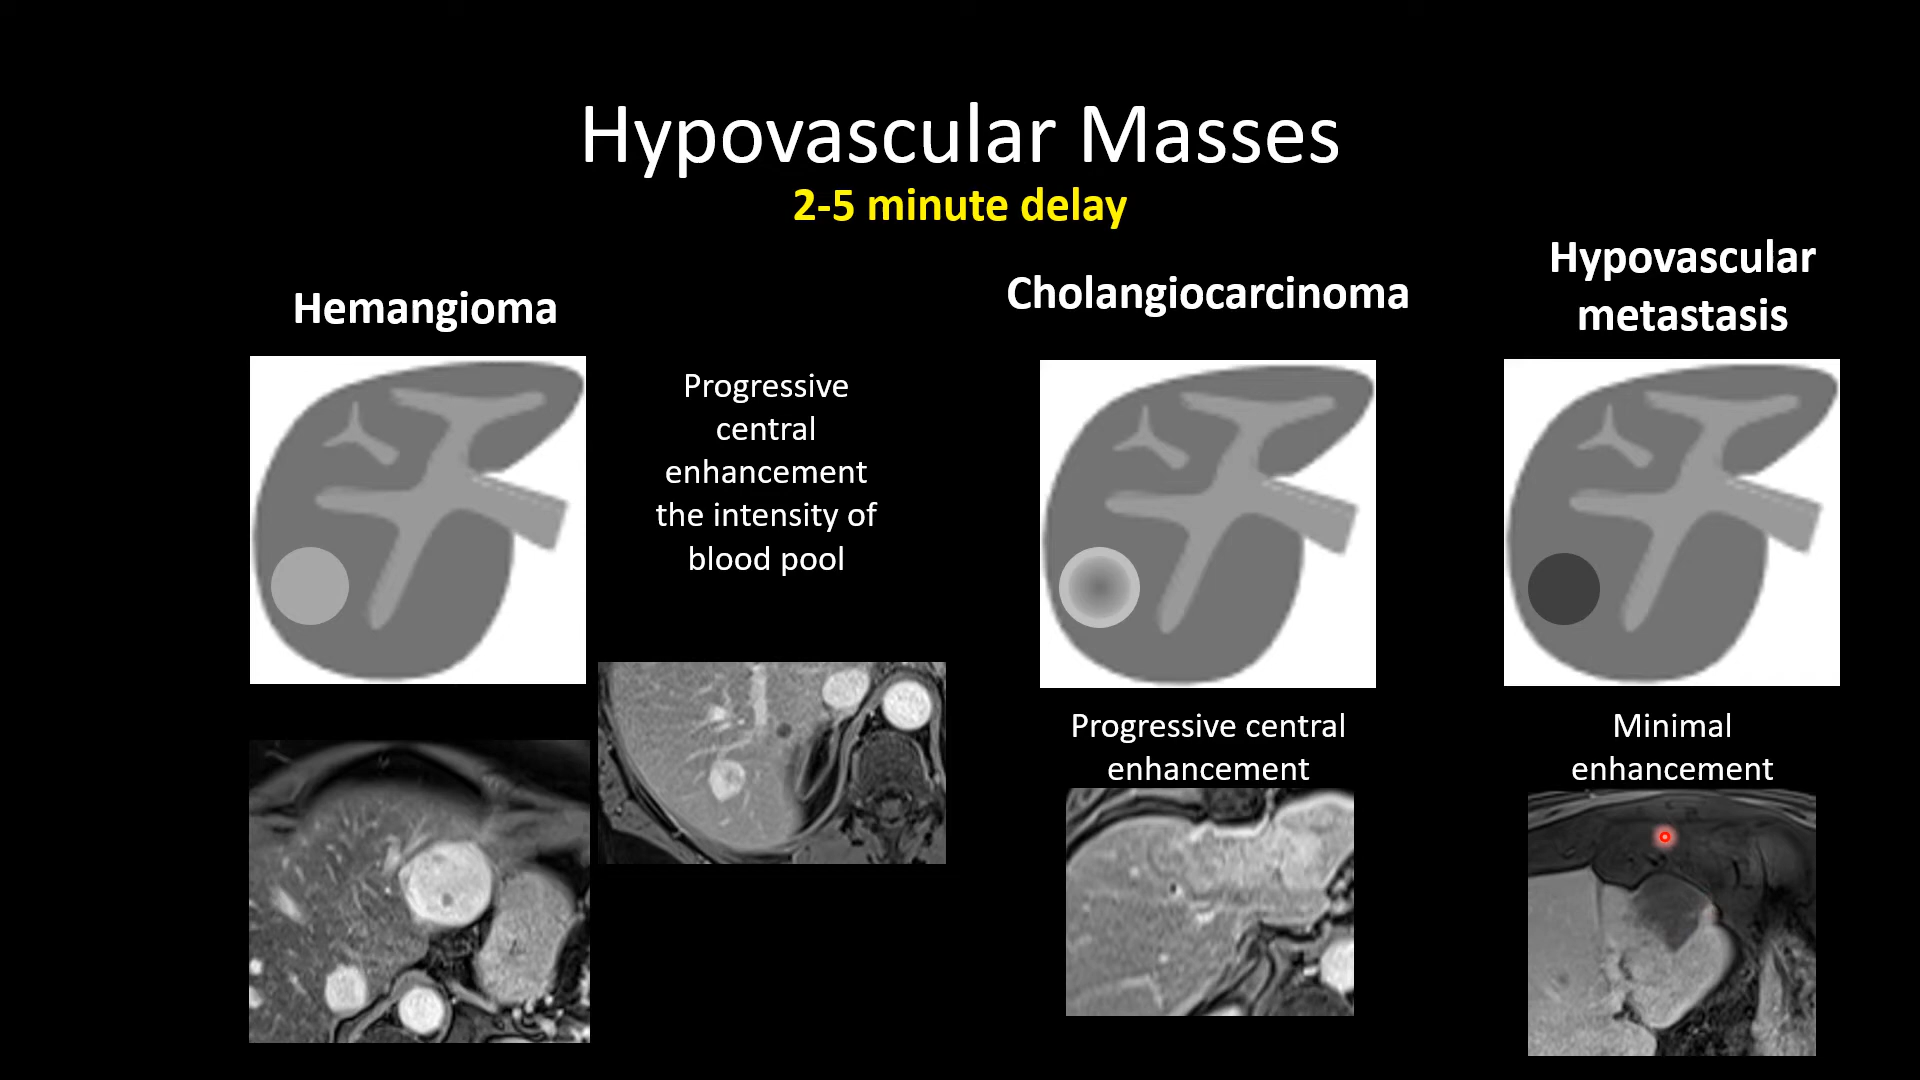 Hypovascular Masses
2-5 minute delay
Hemangioma
Progressive
central
enhancement
the intensity of
blood pool
Cholangiocarcinoma
Progressive central
enhancement
Hypovascular
metastasis
Minimal
enhancement